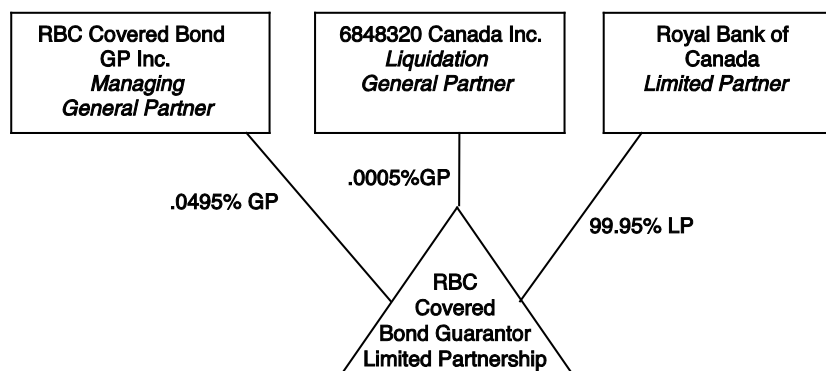 RBC Covered Bond
GP Inc.
Managing
General Partner
6848320 Canada Inc.
Liquidation
General Partner
Royal Bank of
Canada
Limited Partner
.0495% GP
.0005%GP
99.95% LP
RBC
Covered
Bond Guarantor
Limited Partnership